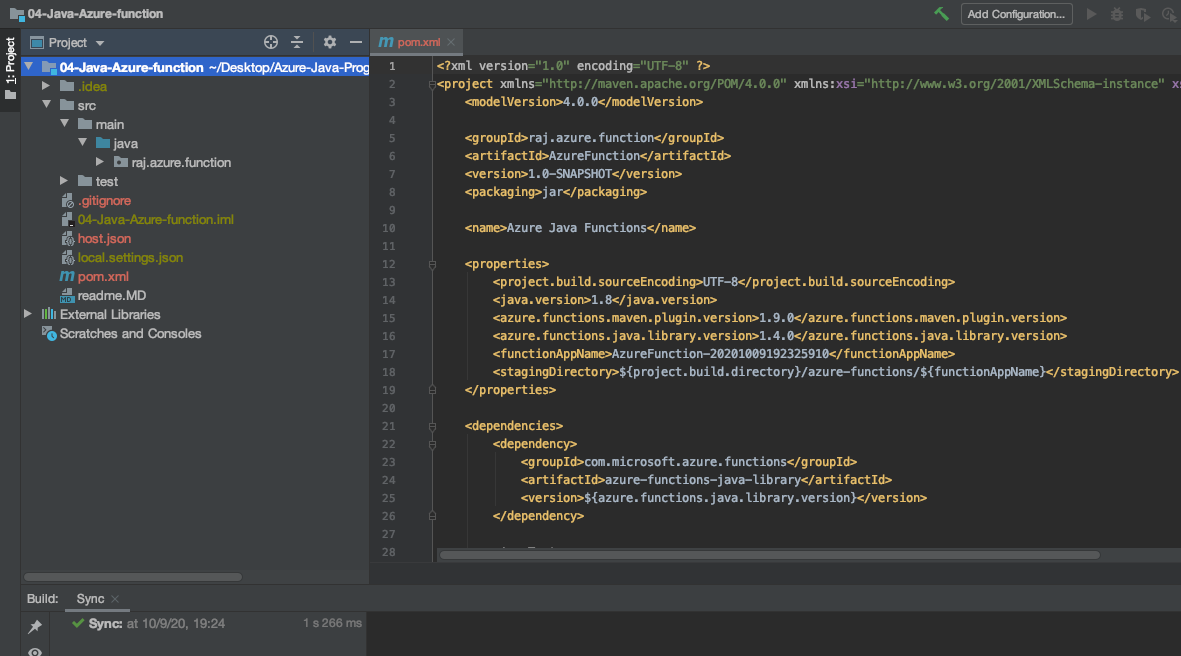 04-Java-Azure-function
Add Configuration...
1: Project
Project
04-Java-Azure-function ~/Desktop/Azure-Java-Prog
.idea
src
main
java
raj.azure.function
test
.gitignore
04-Java-Azure-function.iml
host.json
local.settings.json
pom.xml
readme.MD
External Libraries
Scratches and Consoles
pom.xml
1 <?xml version="1.0" encoding="UTF-8" ?>
2 <project xmlns="http://maven.apache.org/POM/4.0.0" xmlns:xsi="http://www.w3.org/2001/XMLSchema-instance" xs
3 <modelVersion>4.0.0</modelVersion>
4
5 <groupId>raj.azure.function</groupId>
6 <artifactId>AzureFunction</artifactId>
7 <version>1.0-SNAPSHOT</version>
8 <packaging>jar</packaging>
9
10 <name>Azure Java Functions</name>
11
12 <properties>
13 <project.build.sourceEncoding>UTF-8</project.build.sourceEncoding>
14 <java.version>1.8</java.version>
15 <azure.functions.maven.plugin.version>1.9.0</azure.functions.maven.plugin.version>
16 <azure.functions.java.library.version>1.4.0</azure.functions.java.library.version>
17 <functionAppName>AzureFunction-20201009192325910</functionAppName>
18 <stagingDirectory>${project.build.directory}/azure-functions/${functionAppName}</stagingDirectory>
19 </properties>
20
21 <dependencies>
22 <dependency>
23 <groupId>com.microsoft.azure.functions</groupId>
24 <artifactId>azure-functions-java-library</artifactId>
25 <version>${azure.functions.java.library.version}</version>
26 </dependency>
27
28
Build: Sync
Sync: at 10/9/20, 19:24 1 s 266 ms